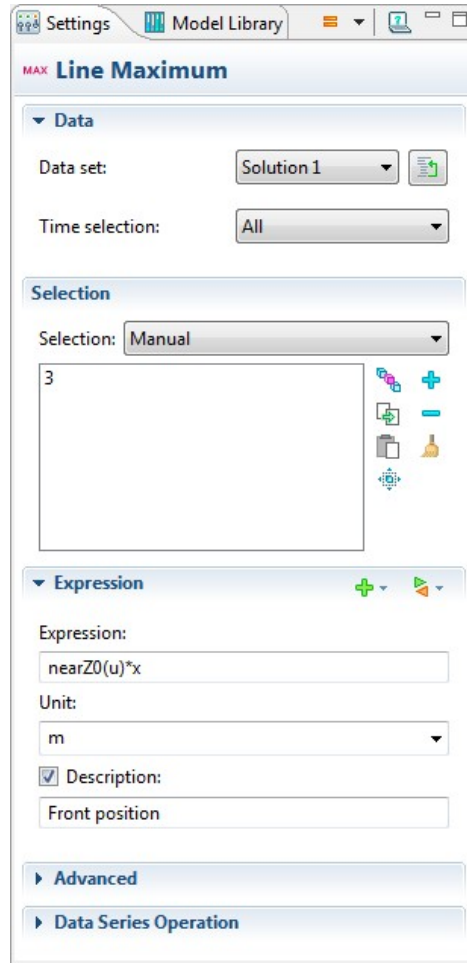 Settings Model Library
MAX Line Maximum
Data
Data set: Solution 1
Time selection: All
Selection
Selection: Manual
3
Expression
Expression:
nearZ0(u)*x
Unit:
m
Description:
Front position
Advanced
Data Series Operation